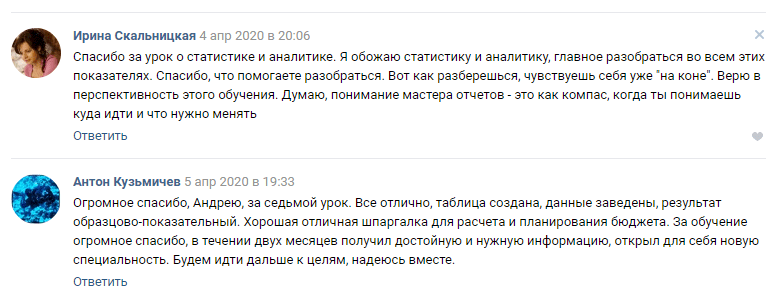 Ирина Скальницкая 4 апр 2020 в 20:06
Спасибо за урок о статистике и аналитике. Я обожаю статистику и аналитику, главное разобраться во всем этих
показателях. Спасибо, что помогаете разобраться. Вот как разберешься, чувствуешь себя уже "на коне". Верю в
перспективность этого обучения. Думаю, понимание мастера отчетов - это как компас, когда ты понимаешь
куда идти и что нужно менять
Ответить
Антон Кузьмичев 5 апр 2020 в 19:33
Огромное спасибо, Андрею, за седьмой урок. Все отлично, таблица создана, данные заведены, результат
образцово-показательный. Хорошая отличная шпаргалка для расчета и планирования бюджета. За обучение
огромное спасибо, в течении двух месяцев получил достойную и нужную информацию, открыл для себя новую
специальность. Будем идти дальше к целям, надеюсь вместе.
Ответить